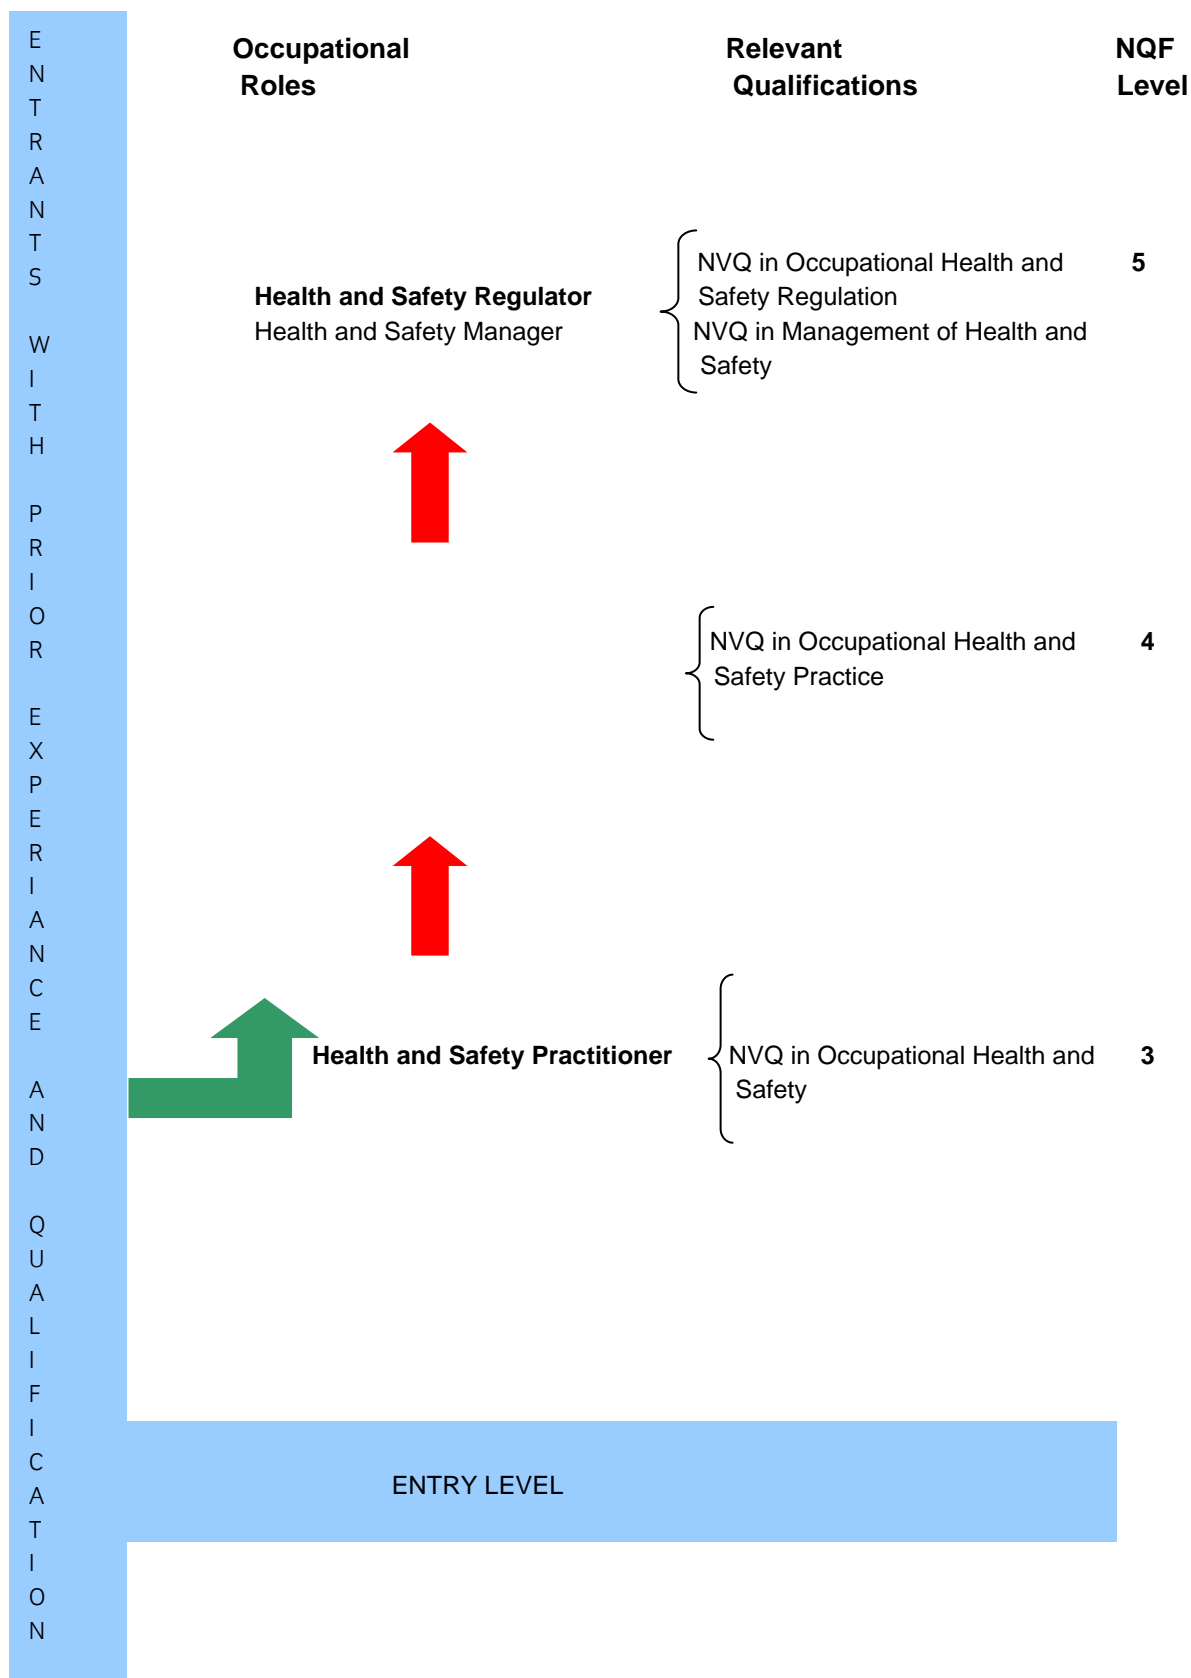 ENTRANTS WITH PRIOR EXPERIANCE AND QUALIFICATION
Occupational Roles
Relevant Qualifications
NQF Level
Health and Safety Regulator
Health and Safety Manager
NVQ in Occupational Health and
Safety Regulation
NVQ in Management of Health and
Safety
5
NVQ in Occupational Health and
Safety Practice
4
Health and Safety Practitioner
NVQ in Occupational Health and
Safety
3
ENTRY LEVEL